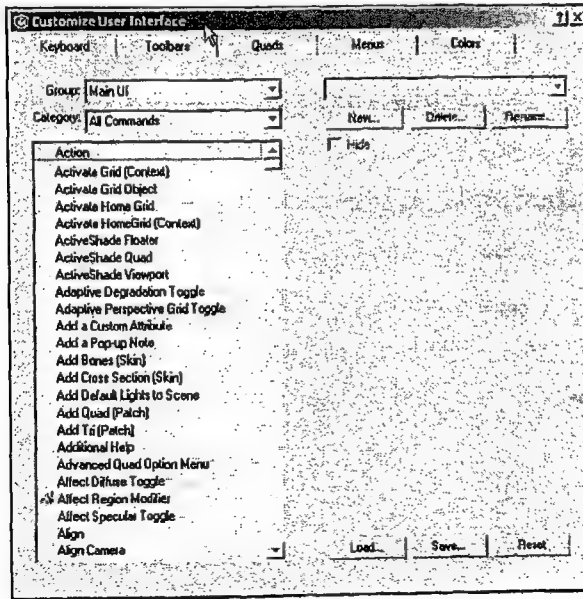 Customize User Interface
Keyboard Toolbars Quads Menus Colors
Group: Main UI
Category: All Commands
New... Delete... Rename...
Hide
Action
Activate Grid (Context)
Activate Grid Object
Activate Home Grid
Activate HomeGrid (Context)
ActiveShade Floater
ActiveShade Quad
ActiveShade Viewport
Adaptive Degradation Toggle
Adaptive Perspective Grid Toggle
Add a Custom Attribute
Add a Pop-up Note
Add Bones (Skin)
Add Cross Section (Skin)
Add Default Lights to Scene
Add Quad (Patch)
Add Tri (Patch)
Additional Help
Advanced Quad Option Menu
Affect Diffuse Toggle
Affect Region Modifier
Affect Specular Toggle
Align
Align Camera
Load... Save... Reset